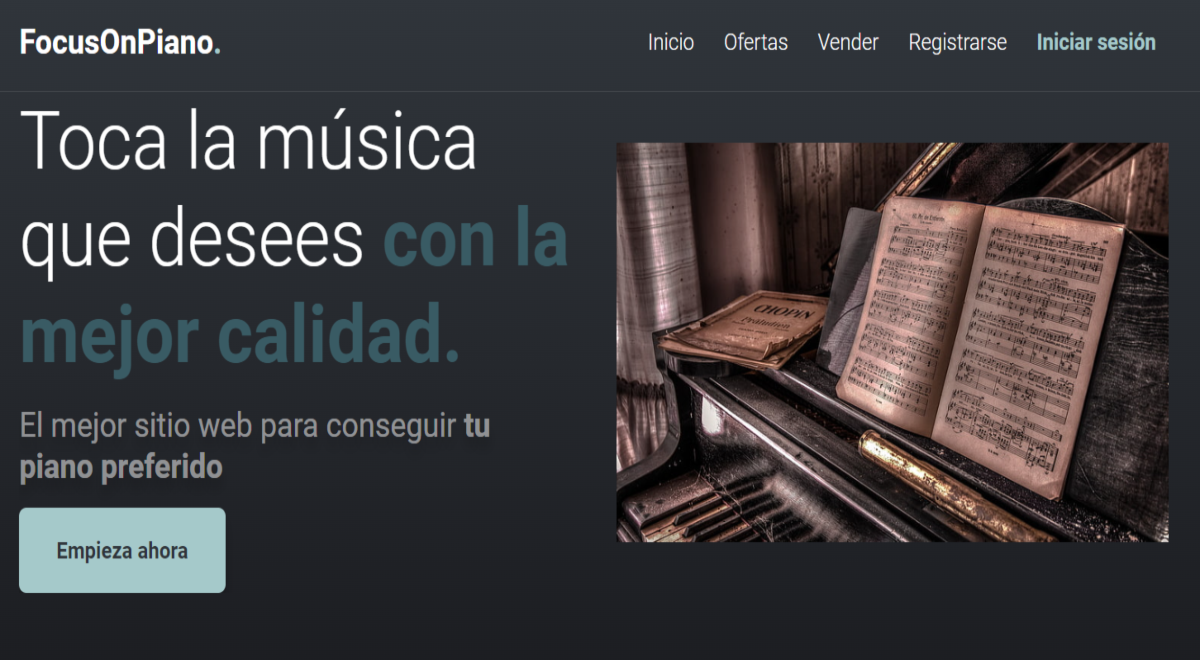 FocusOnPiano.
Inicio Ofertas Vender Registrarse Iniciar sesión
Toca la música
que desees con la
mejor calidad.
El mejor sitio web para conseguir tu
piano preferido
Empieza ahora
CHOPIN
Präludien